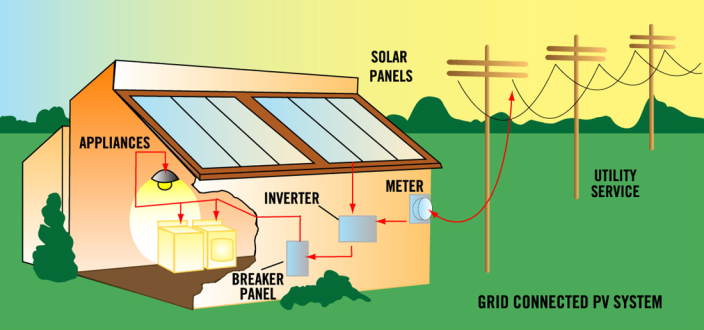 SOLAR
PANELS
APPLIANCES
INVERTER
METER
UTILITY
SERVICE
BREAKER
PANEL
GRID CONNECTED PV SYSTEM